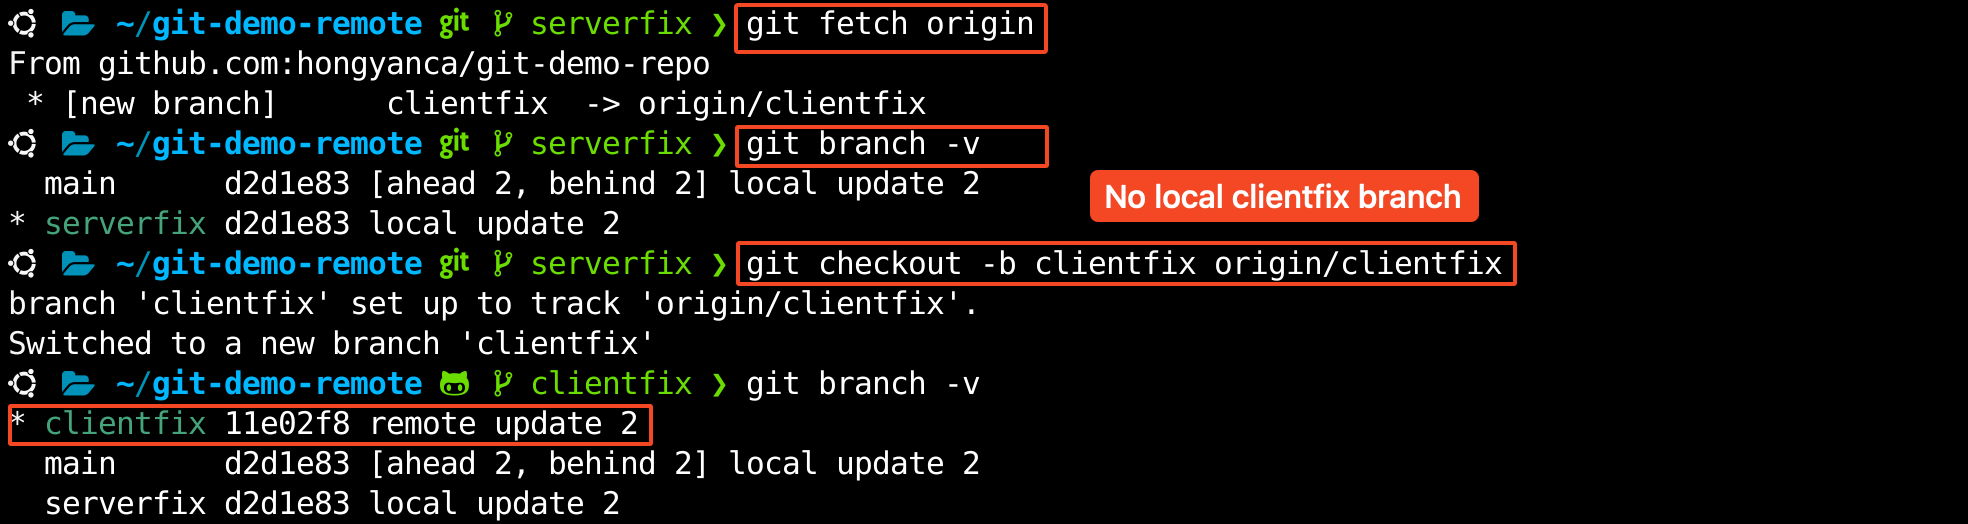 ~/git-demo-remote git serverfix ❯ git fetch origin
From github.com:hongyanca/git-demo-repo
 * [new branch]      clientfix  -> origin/clientfix
~/git-demo-remote git serverfix ❯ git branch -v
  main      d2d1e83 [ahead 2, behind 2] local update 2
No local clientfix branch
* serverfix d2d1e83 local update 2
~/git-demo-remote git serverfix ❯ git checkout -b clientfix origin/clientfix
branch 'clientfix' set up to track 'origin/clientfix'.
Switched to a new branch 'clientfix'
~/git-demo-remote clientfix ❯ git branch -v
* clientfix 11e02f8 remote update 2
  main      d2d1e83 [ahead 2, behind 2] local update 2
  serverfix d2d1e83 local update 2